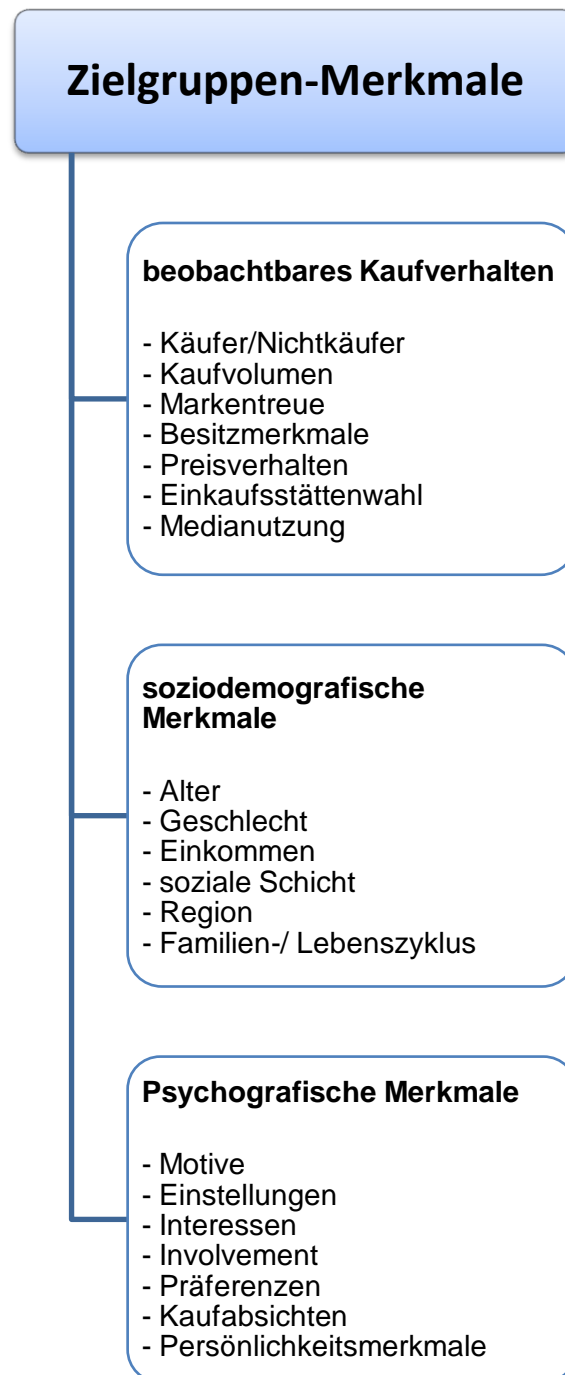 Zielgruppen-Merkmale
beobachtbares Kaufverhalten
- Käufer/Nichtkäufer
- Kaufvolumen
- Markentreue
- Besitzmerkmale
- Preisverhalten
- Einkaufsstättenwahl
- Medianutzung
soziodemografische
Merkmale
- Alter
- Geschlecht
- Einkommen
- soziale Schicht
- Region
- Familien-/ Lebenszyklus
Psychografische Merkmale
- Motive
- Einstellungen
- Interessen
- Involvement
- Präferenzen
- Kaufabsichten
- Persönlichkeitsmerkmale